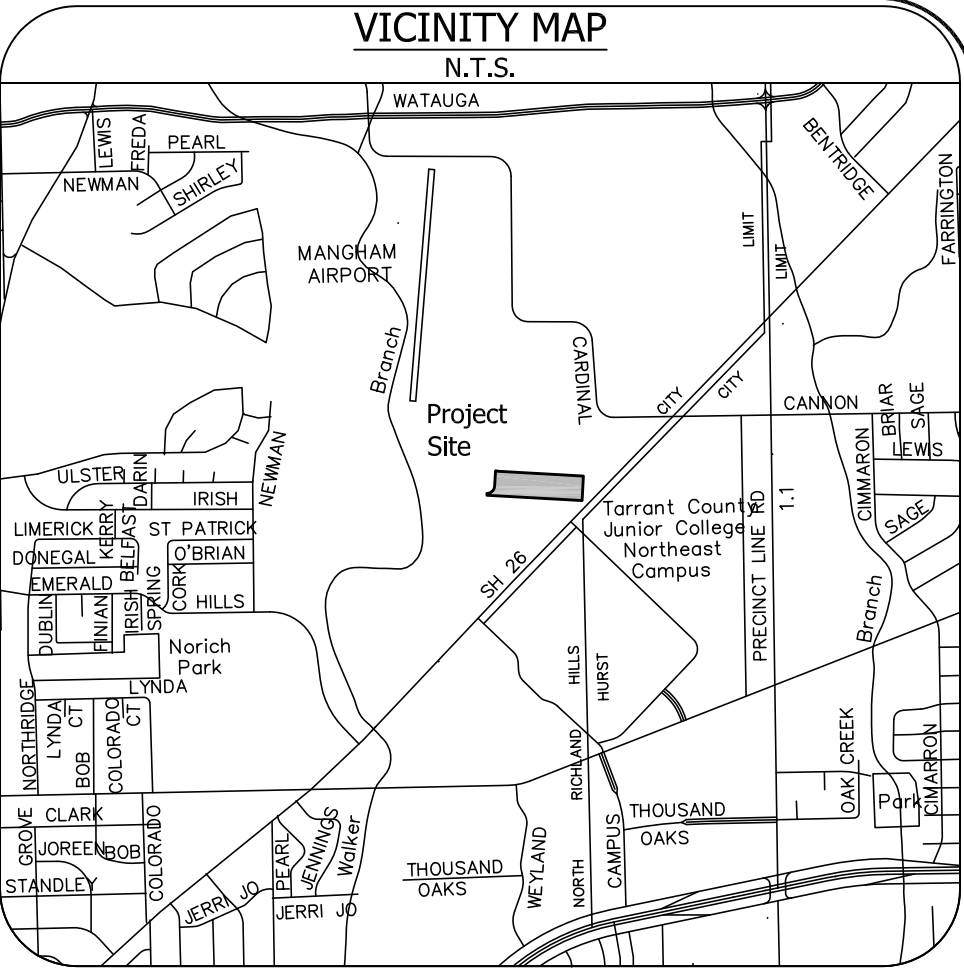 VICINITY MAP
N.T.S.
WATAUGA
LEWIS
FREDA
PEARL
NEWMAN
SHIRLEY
BENTRIDGE
FARRINGTON
LIMIT
LIMIT
MANGHAM
AIRPORT
Branch
CARDINAL
Project
Site
CITY
CITY
CANNON
BRIAR
SAGE
LEWIS
CIMMARON
SAGE
NEWMAN
ULSTER
DARIN
IRISH
LIMERICK
KERRY
BELFAST
ST PATRICK
DONEGAL
O'BRIAN
EMERALD
CORK
HILLS
DUBLIN
FINIAN
IRISH
SPRING
Norich
Park
LYNDA
Tarrant County
Junior College
Northeast
Campus
PRECINCT LINE RD
1.1
SH 26
Branch
HILLS
HURST
RICHLAND
NORTH
NORTHRIDGE
LYNDA
CT
BOB
COLORADO
CT
GROVE
CLARK
JOREEN
BOB
COLORADO
STANDLEY
JERRI JO
PEARL
JENNINGS
Walker
JERRI JO
THOUSAND
OAKS
WEYLAND
CAMPUS
THOUSAND
OAKS
OAK CREEK
Park
CIMARRON